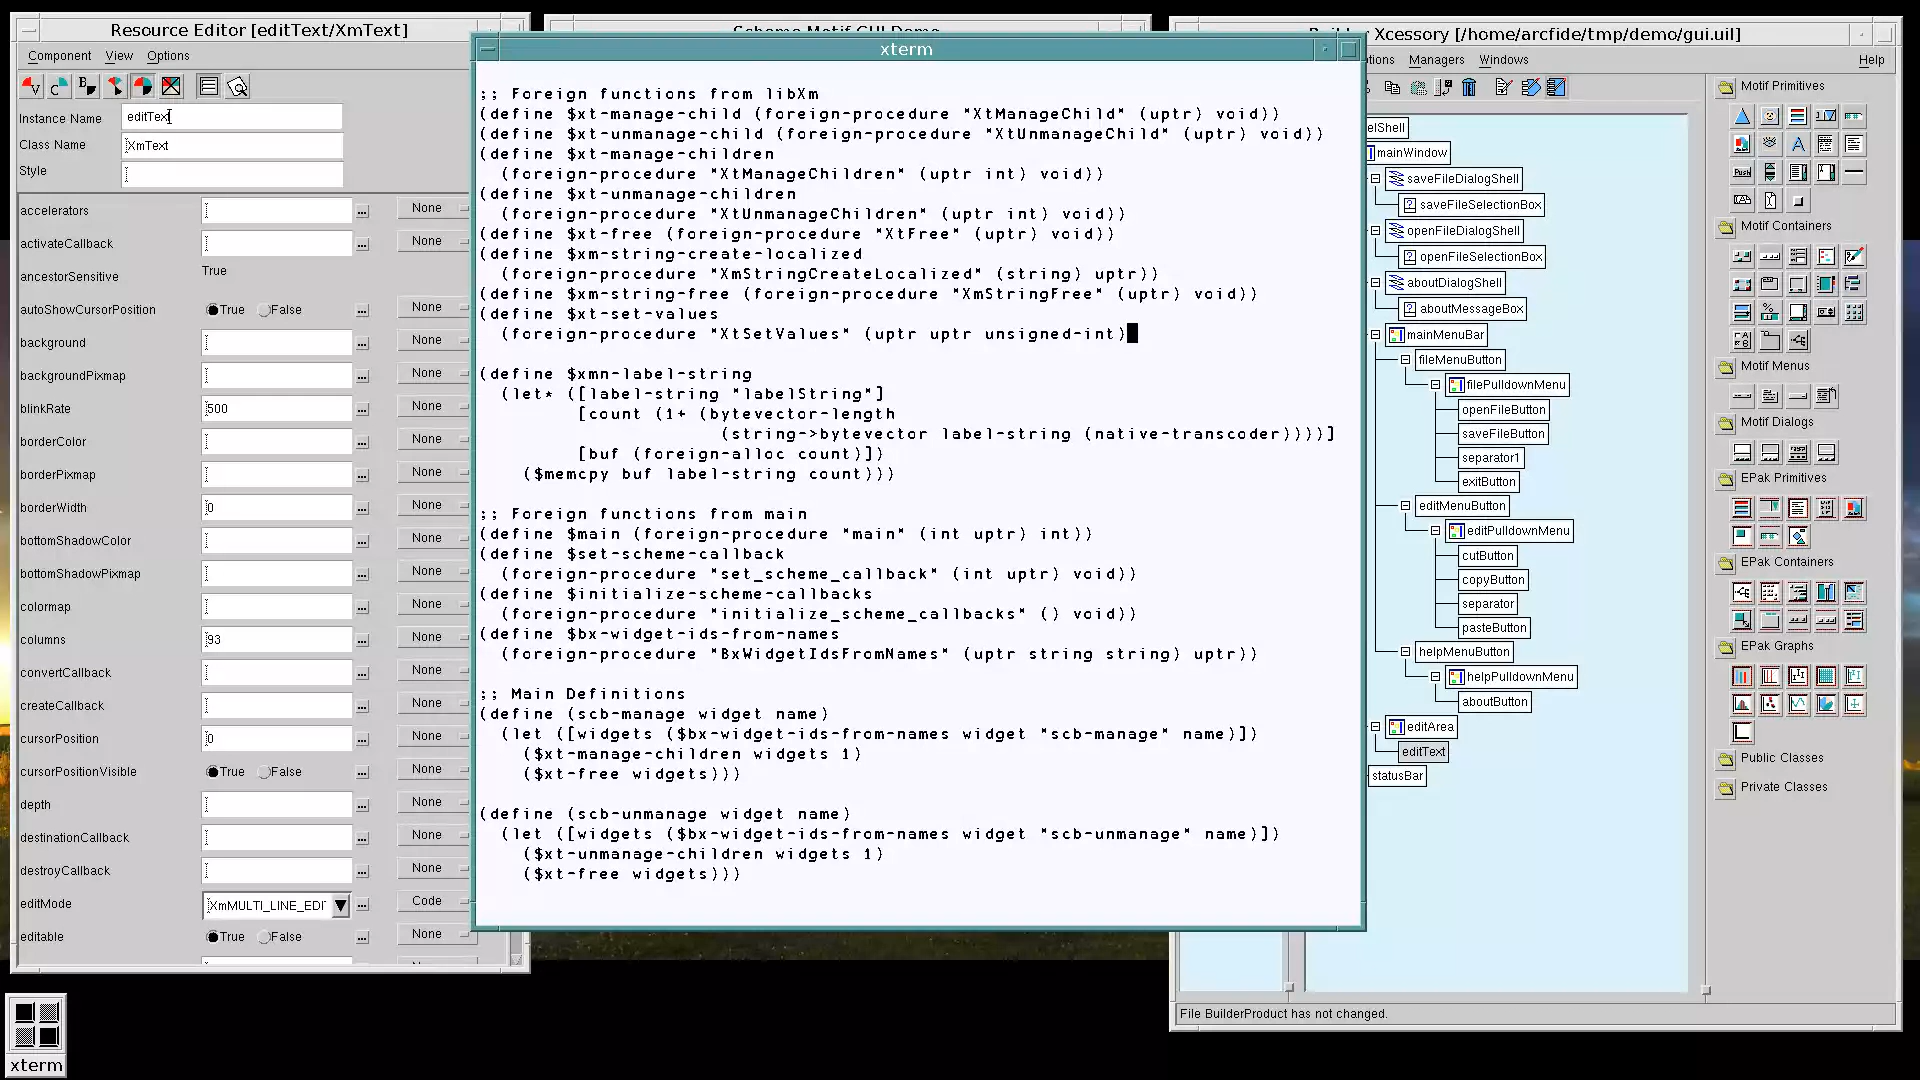 Resource Editor [editText/XmText]
Component View Options
Instance Name editText
Class Name XmText
Style
accelerators ... None
activateCallback ... None
ancestorSensitive True
autoShowCursorPosition True False ... None
background ... None
backgroundPixmap ... None
blinkRate 500 ... None
borderColor ... None
borderPixmap ... None
borderWidth 0 ... None
bottomShadowColor ... None
bottomShadowPixmap ... None
colormap ... None
columns 93 ... None
convertCallback ... None
createCallback ... None
cursorPosition 0 ... None
cursorPositionVisible True False ... None
depth ... None
destinationCallback ... None
destroyCallback ... None
editMode XmMULTI_LINE_EDI ... Code
editable True False ... None
xterm
xterm
;; Foreign functions from libXm
(define $xt-manage-child (foreign-procedure "XtManageChild" (uptr) void))
(define $xt-unmanage-child (foreign-procedure "XtUnmanageChild" (uptr) void))
(define $xt-manage-children
(foreign-procedure "XtManageChildren" (uptr int) void))
(define $xt-unmanage-children
(foreign-procedure "XtUnmanageChildren" (uptr int) void))
(define $xt-free (foreign-procedure "XtFree" (uptr) void))
(define $xm-string-create-localized
(foreign-procedure "XmStringCreateLocalized" (string) uptr))
(define $xm-string-free (foreign-procedure "XmStringFree" (uptr) void))
(define $xt-set-values
(foreign-procedure "XtSetValues" (uptr uptr unsigned-int)
(define $xmn-label-string
(let* ([label-string "labelString"]
[count (1+ (bytevector-length
(string->bytevector label-string (native-transcoder))))]
[buf (foreign-alloc count)])
($memcpy buf label-string count)))
;; Foreign functions from main
(define $main (foreign-procedure "main" (int uptr) int))
(define $set-scheme-callback
(foreign-procedure "set_scheme_callback" (int uptr) void))
(define $initialize-scheme-callbacks
(foreign-procedure "initialize_scheme_callbacks" () void))
(define $bx-widget-ids-from-names
(foreign-procedure "BxWidgetIdsFromNames" (uptr string string) uptr))
;; Main Definitions
(define (scb-manage widget name)
(let ([widgets ($bx-widget-ids-from-names widget "scb-manage" name)])
($xt-manage-children widgets 1)
($xt-free widgets)))
(define (scb-unmanage widget name)
(let ([widgets ($bx-widget-ids-from-names widget "scb-unmanage" name)])
($xt-unmanage-children widgets 1)
($xt-free widgets)))
Xcessory [/home/arcfide/tmp/demo/gui.uil]
tions Managers Windows Help
elShell
mainWindow
saveFileDialogShell
saveFileSelectionBox
openFileDialogShell
openFileSelectionBox
aboutDialogShell
aboutMessageBox
mainMenuBar
fileMenuButton
filePulldownMenu
openFileButton
saveFileButton
separator1
exitButton
editMenuButton
editPulldownMenu
cutButton
copyButton
separator
pasteButton
helpMenuButton
helpPulldownMenu
aboutButton
editArea
editText
statusBar
Motif Primitives
Motif Containers
Motif Menus
Motif Dialogs
EPak Primitives
EPak Containers
EPak Graphs
Public Classes
Private Classes
File BuilderProduct has not changed.